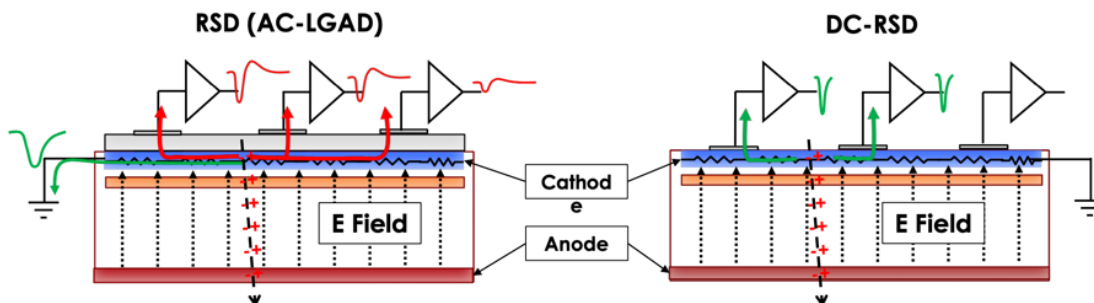 RSD (AC-LGAD)
DC-RSD
Cathod
e
E Field
E Field
Anode